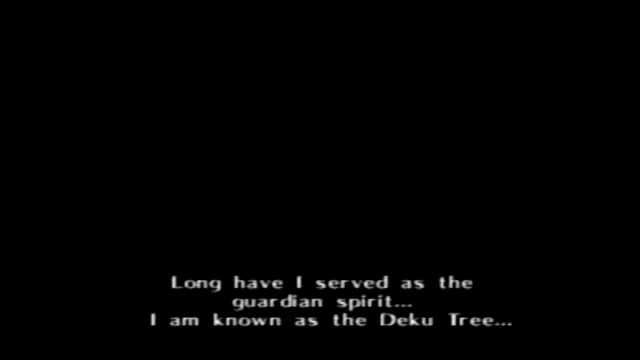 Long have I served as the
guardian spirit...
I am known as the Deku Tree...